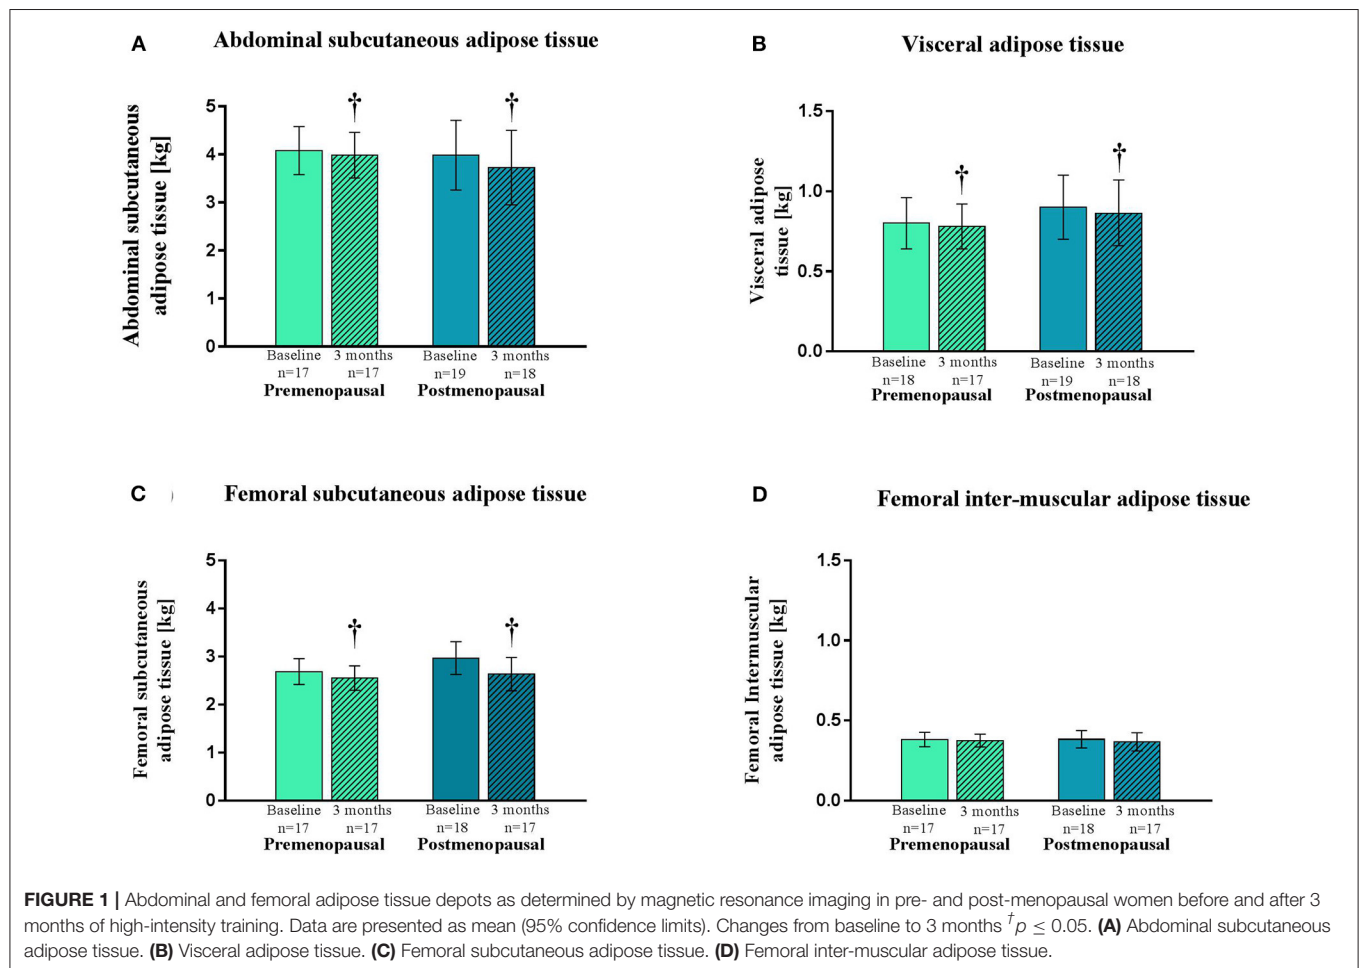 A Abdominal subcutaneous adipose tissue
Abdominal subcutaneous
adipose tissue [kg]
†
†
5
4
3
2
1
0
Baseline 3 months Baseline 3 months
n=17 n=17 n=19 n=18
Premenopausal Postmenopausal
B Visceral adipose tissue
Visceral adipose
tissue [kg]
†
†
1.5
1.0
0.5
0.0
Baseline 3 months Baseline 3 months
n=18 n=17 n=19 n=18
Premenopausal Postmenopausal
C ) Femoral subcutaneous adipose tissue
Femoral subcutaneous
adipose tissue [kg]
†
†
5
4
3
2
1
0
Baseline 3 months Baseline 3 months
n=17 n=17 n=18 n=17
Premenopausal Postmenopausal
D Femoral inter-muscular adipose tissue
Femoral Intermuscular
adipose tissue [kg]
1.5
1.0
0.5
0.0
Baseline 3 months Baseline 3 months
n=17 n=17 n=18 n=17
Premenopausal Postmenopausal
FIGURE 1 | Abdominal and femoral adipose tissue depots as determined by magnetic resonance imaging in pre- and post-menopausal women before and after 3
months of high-intensity training. Data are presented as mean (95% confidence limits). Changes from baseline to 3 months †p ≤ 0.05. (A) Abdominal subcutaneous
adipose tissue. (B) Visceral adipose tissue. (C) Femoral subcutaneous adipose tissue. (D) Femoral inter-muscular adipose tissue.